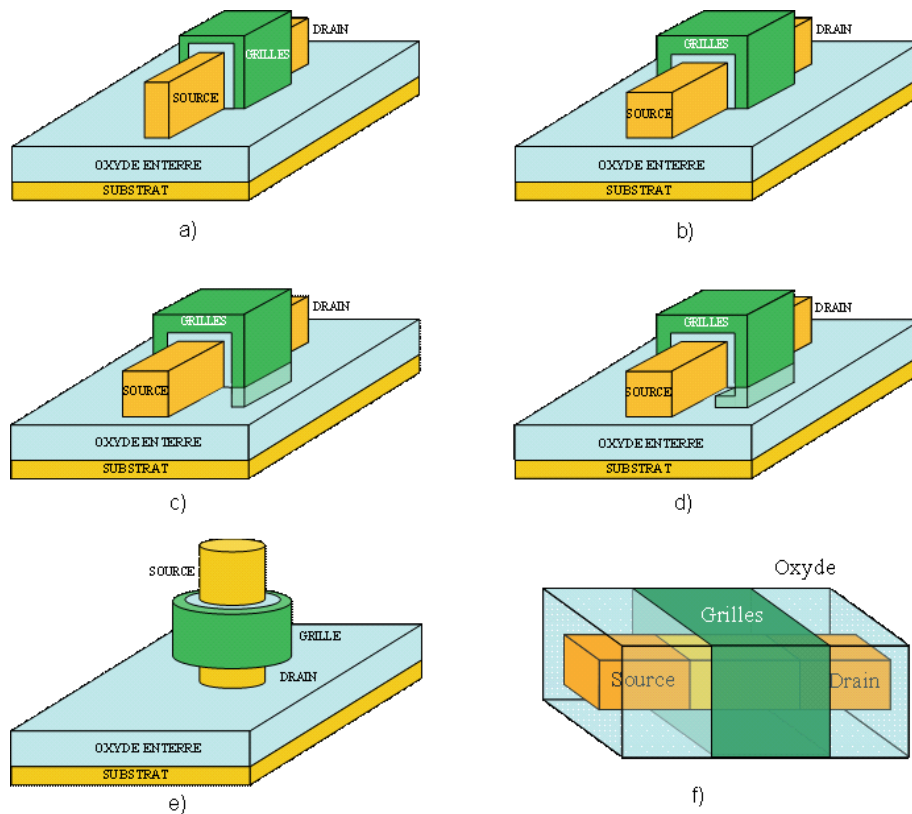 DRAIN
GRILLES
SOURCE
OXYDE ENTERRE
SUBSTRAT
a)
DRAIN
GRILLES
SOURCE
OXYDE ENTERRE
SUBSTRAT
b)
DRAIN
GRILLES
SOURCE
OXYDE ENTERRE
SUBSTRAT
c)
DRAIN
GRILLES
SOURCE
OXYDE ENTERRE
SUBSTRAT
d)
SOURCE
GRILLE
DRAIN
OXYDE ENTERRE
SUBSTRAT
e)
Oxyde
Grilles
Source
Drain
f)